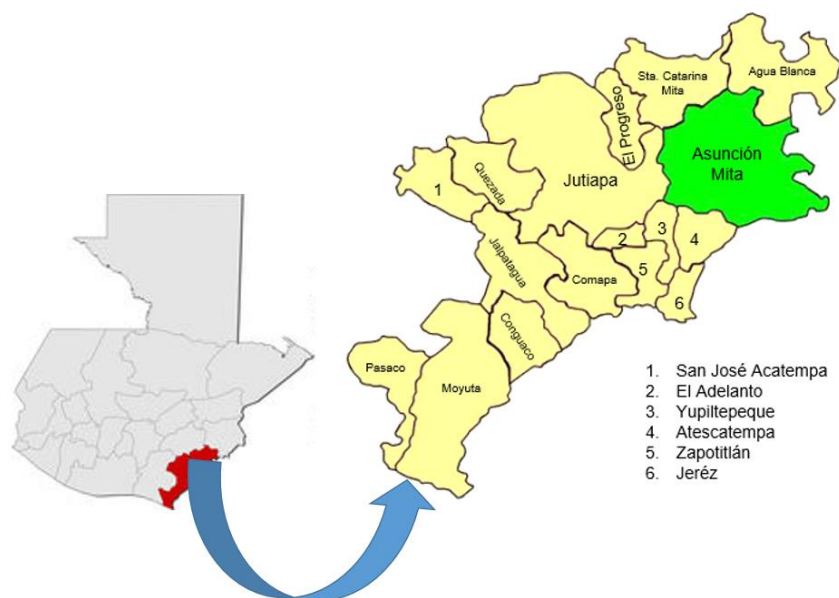 Sta. Catarina
Mita
Agua Blanca
El Progreso
Asunción
Mita
1
Quezada
Jutiapa
2
3
4
Jalpatagua
Comapa
5
6
Conguaco
Pasaco
Moyuta
1. San José Acatempa
2. El Adelanto
3. Yupiltepeque
4. Atescatempa
5. Zapotitlán
6. Jeréz